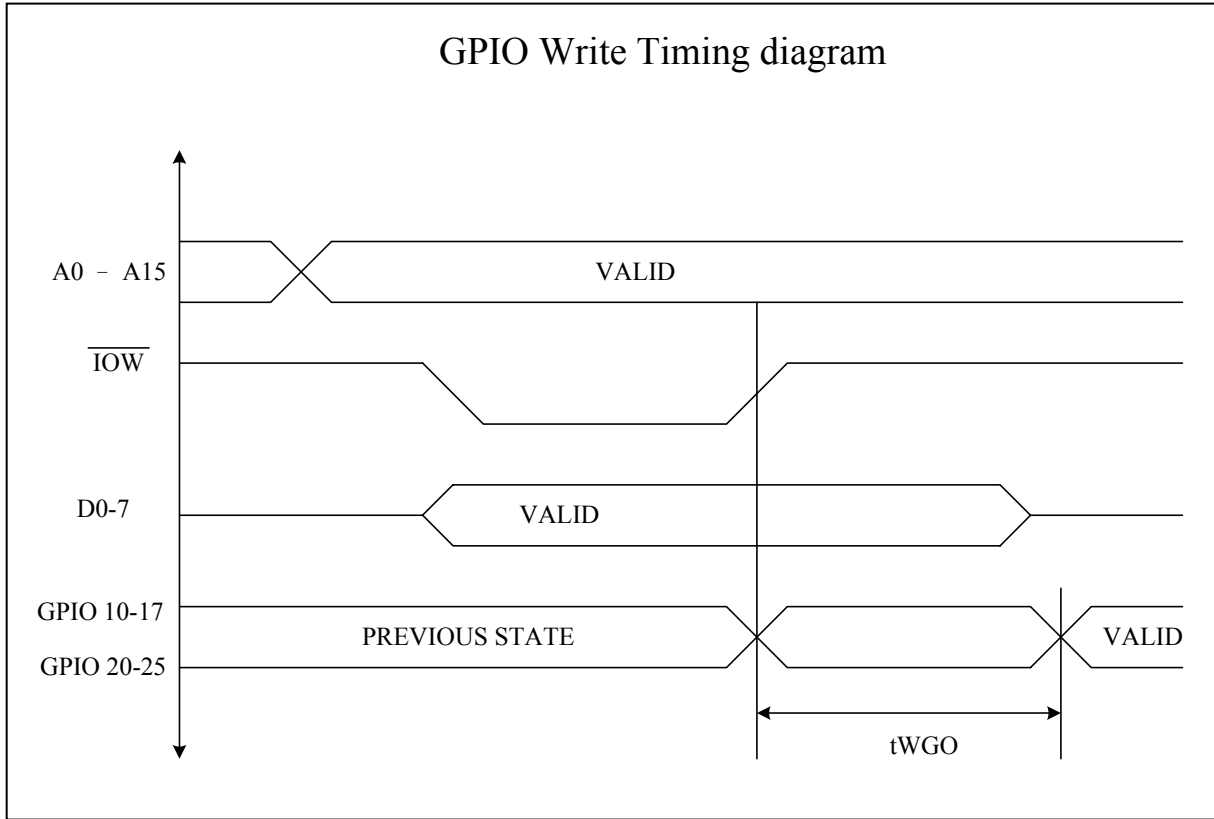 GPIO Write Timing diagram
A0 - A15
VALID
IOW
D0-7
VALID
GPIO 10-17
PREVIOUS STATE
VALID
GPIO 20-25
tWGO